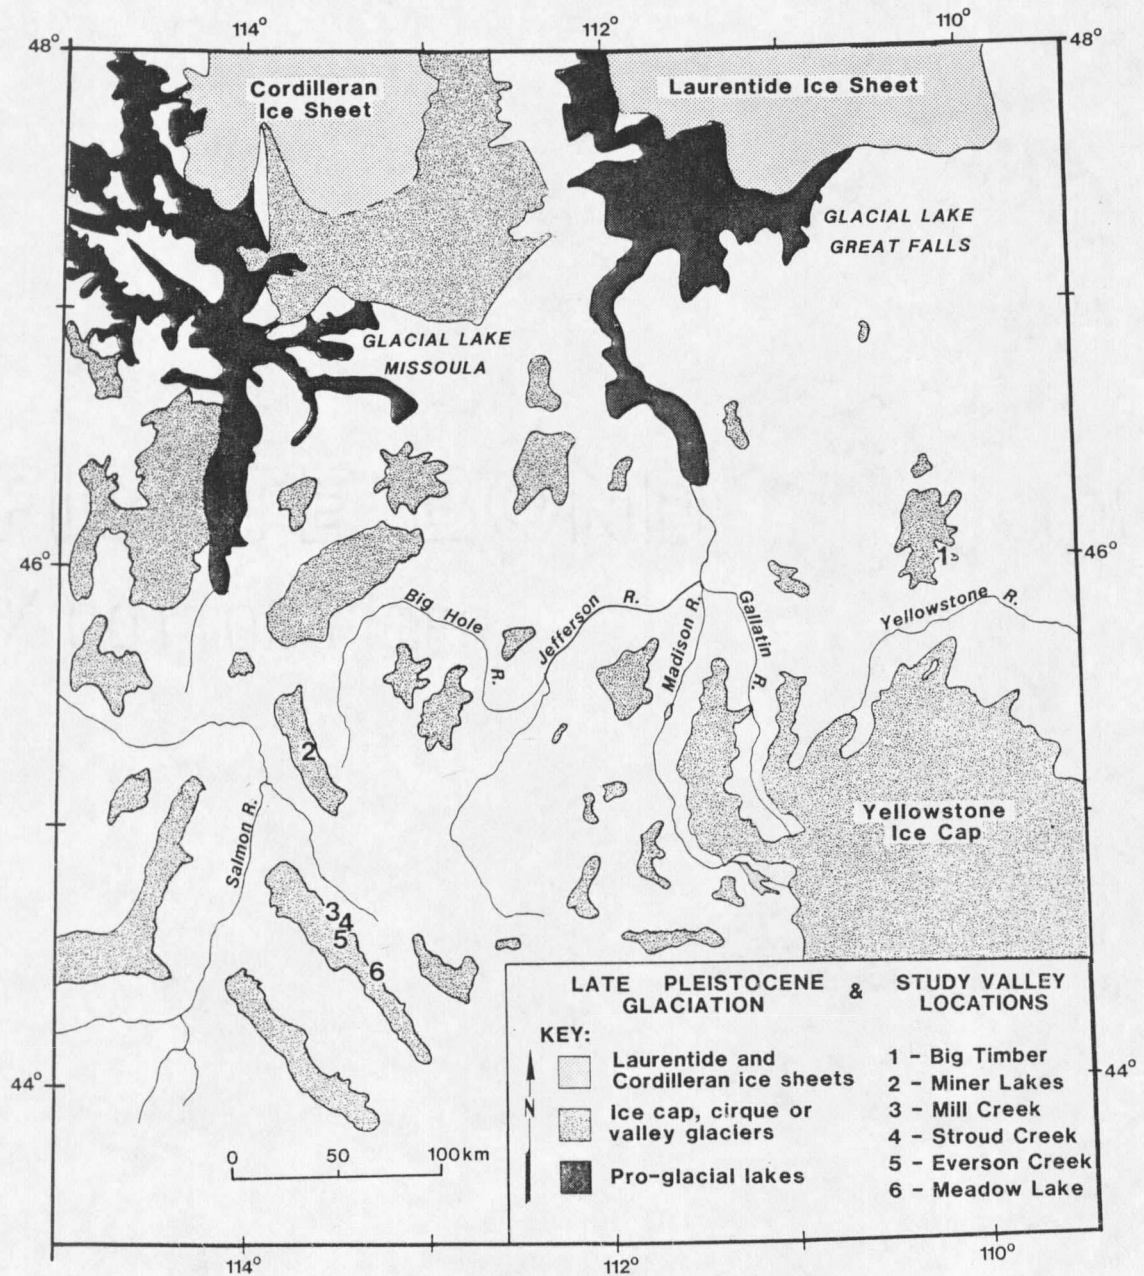 114° 112° 110°
48° 48°
Cordilleran
Ice Sheet
Laurentide Ice Sheet
GLACIAL LAKE
GREAT FALLS
GLACIAL LAKE
MISSOULA
46° 46°
1
Big Hole R.
Jefferson R.
Madison R.
Gallatin R.
Yellowstone R.
2
Salmon R.
Yellowstone
Ice Cap
3
4
5
6
44° 44°
0 50 100 km
LATE PLEISTOCENE & STUDY VALLEY
GLACIATION LOCATIONS
KEY:
N
Laurentide and
Cordilleran ice sheets
Ice cap, cirque or
valley glaciers
Pro-glacial lakes
1 - Big Timber
2 - Miner Lakes
3 - Mill Creek
4 - Stroud Creek
5 - Everson Creek
6 - Meadow Lake
114° 112° 110°